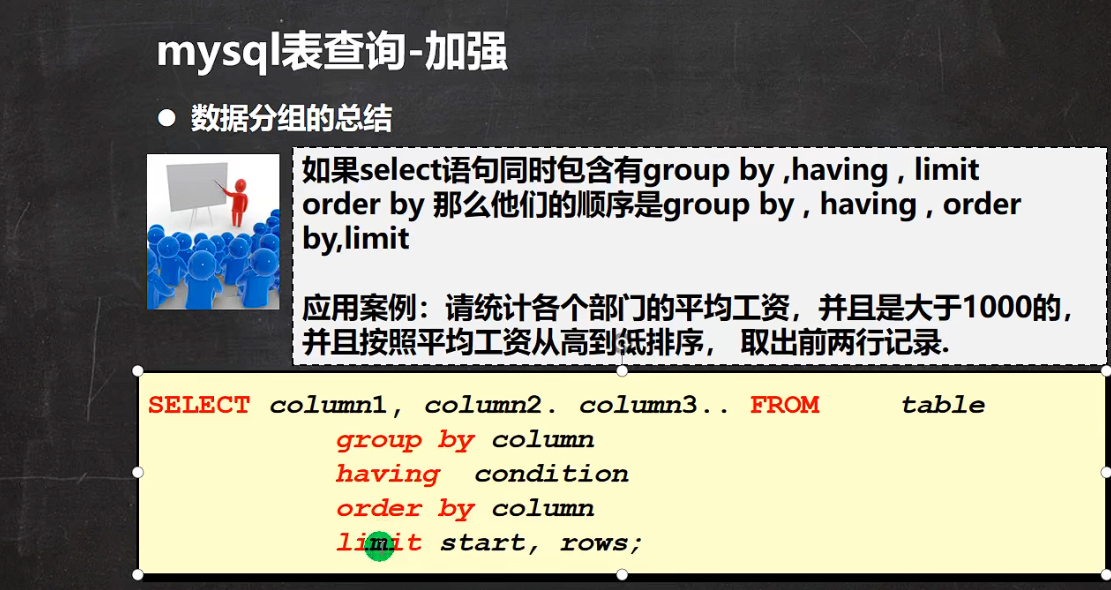 mysql表查询-加强
● 数据分组的总结
如果select语句同时包含有group by ,having , limit
order by 那么他们的顺序是group by , having , order
by,limit
应用案例：请统计各个部门的平均工资，并且是大于1000的，
并且按照平均工资从高到低排序， 取出前两行记录.
SELECT column1, column2. column3.. FROM table
group by column
having condition
order by column
limit start, rows;